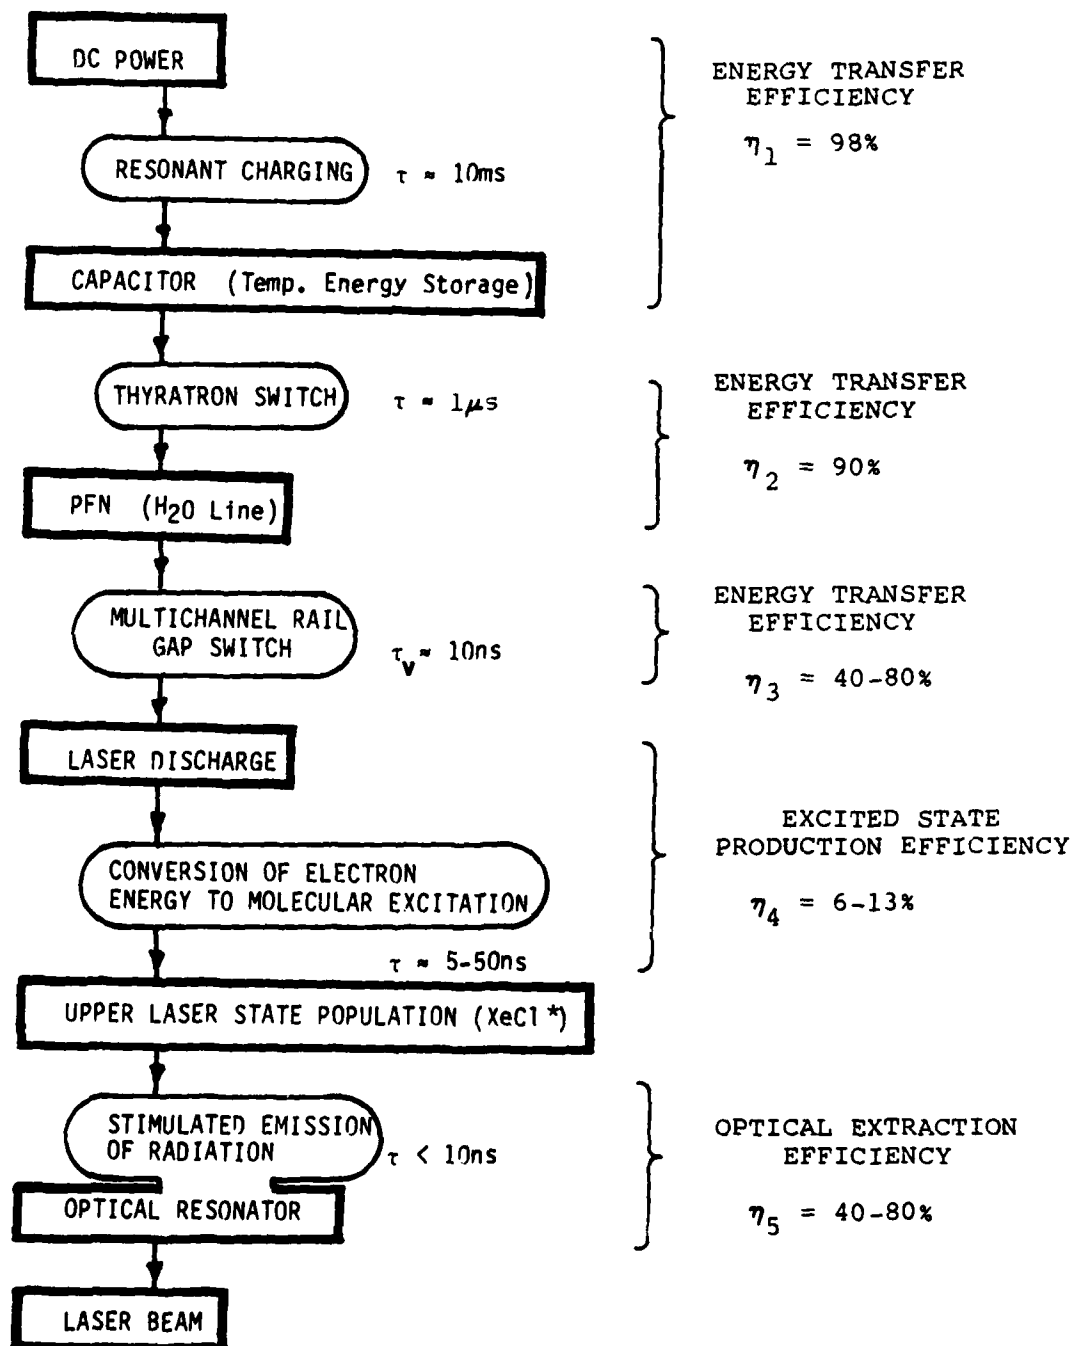 DC POWER
ENERGY TRANSFER
EFFICIENCY
η1 = 98%
RESONANT CHARGING
τ ≈ 10ms
CAPACITOR (Temp. Energy Storage)
THYRATRON SWITCH
τ ≈ 1μs
ENERGY TRANSFER
EFFICIENCY
η2 = 90%
PFN (H2O Line)
MULTICHANNEL RAIL
GAP SWITCH
τv ≈ 10ns
ENERGY TRANSFER
EFFICIENCY
η3 = 40-80%
LASER DISCHARGE
EXCITED STATE
PRODUCTION EFFICIENCY
η4 = 6-13%
CONVERSION OF ELECTRON
ENERGY TO MOLECULAR EXCITATION
τ ≈ 5-50ns
UPPER LASER STATE POPULATION (XeCl*)
STIMULATED EMISSION
OF RADIATION
τ < 10ns
OPTICAL EXTRACTION
EFFICIENCY
η5 = 40-80%
OPTICAL RESONATOR
LASER BEAM